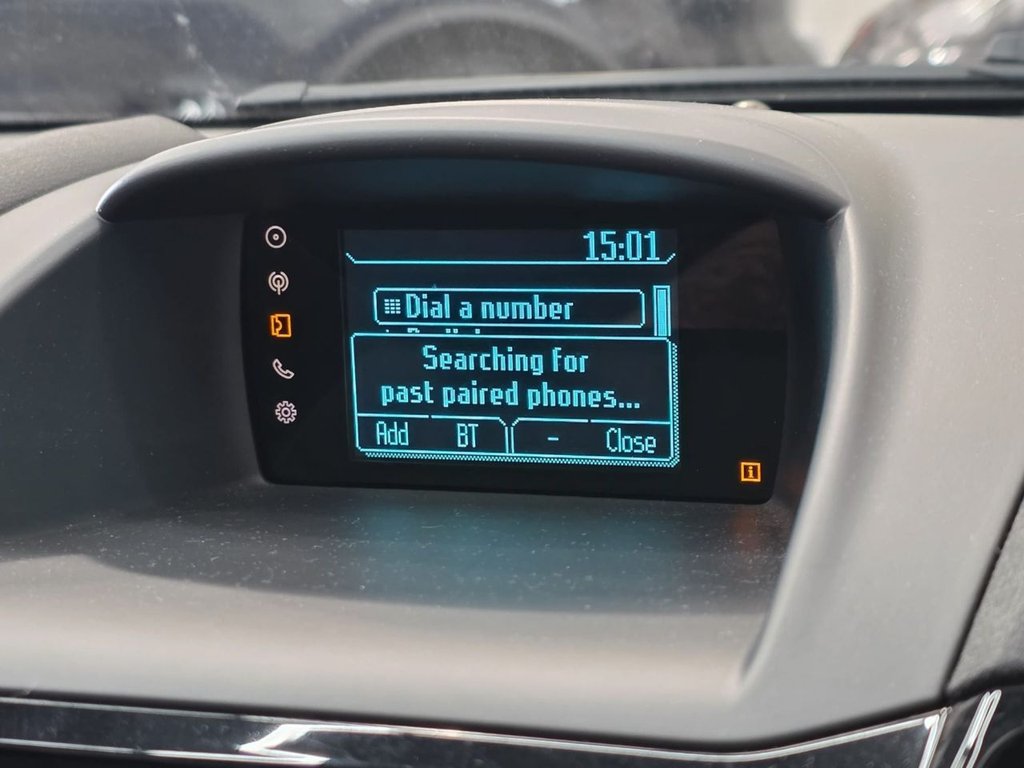 15:01
Dial a number
Searching for
past paired phones...
Add BT - Close